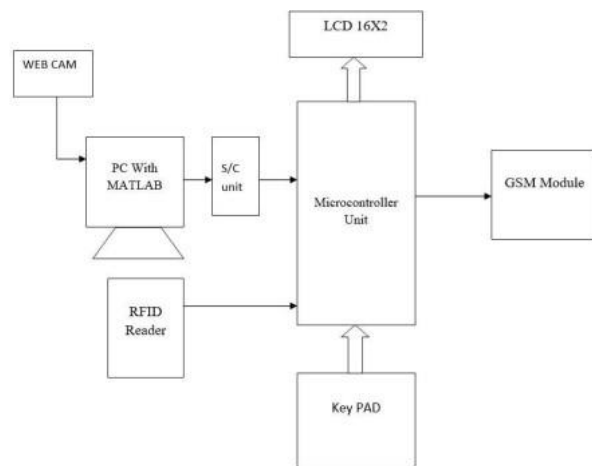 LCD 16X2
WEB CAM
PC With
MATLAB
S/C
unit
Microcontroller
Unit
GSM Module
RFID
Reader
Key PAD